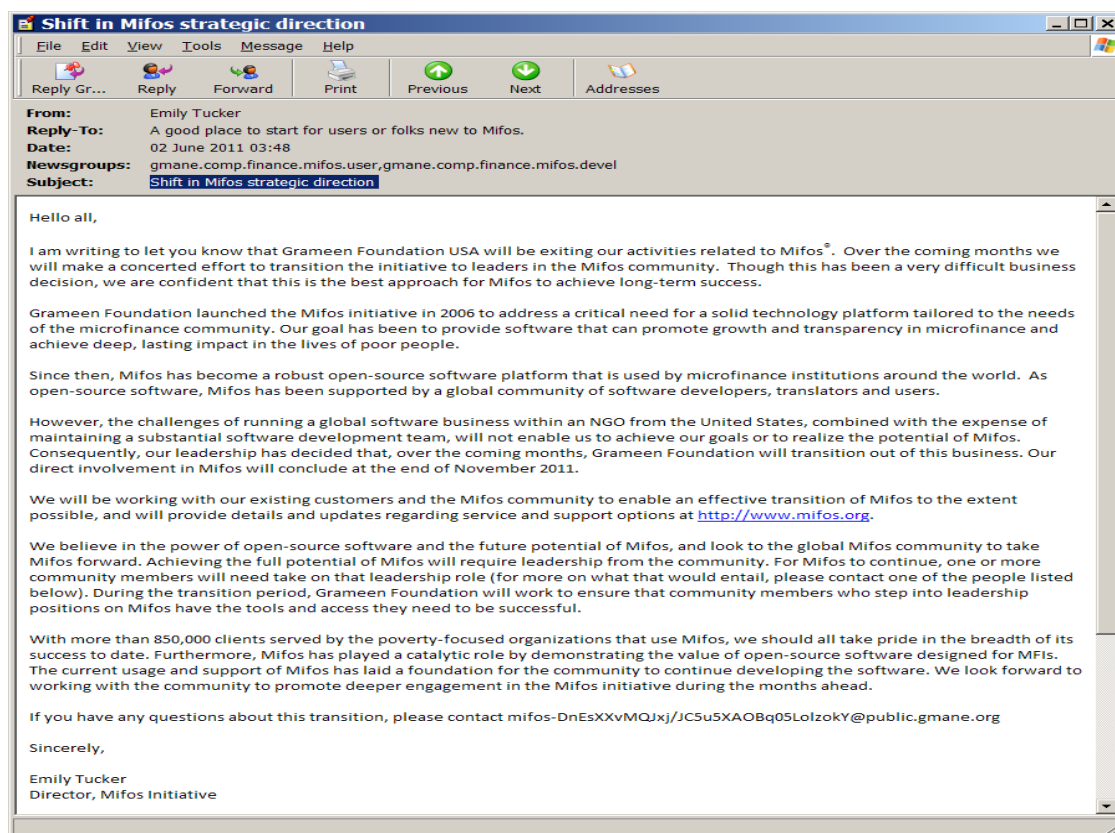 Shift in Mifos strategic direction
File Edit View Tools Message Help
Reply Gr... Reply Forward Print Previous Next Addresses
From: Emily Tucker
Reply-To: A good place to start for users or folks new to Mifos.
Date: 02 June 2011 03:48
Newsgroups: gmane.comp.finance.mifos.user,gmane.comp.finance.mifos.devel
Subject: Shift in Mifos strategic direction
Hello all,
I am writing to let you know that Grameen Foundation USA will be exiting our activities related to Mifos®. Over the coming months we
will make a concerted effort to transition the initiative to leaders in the Mifos community. Though this has been a very difficult business
decision, we are confident that this is the best approach for Mifos to achieve long-term success.
Grameen Foundation launched the Mifos initiative in 2006 to address a critical need for a solid technology platform tailored to the needs
of the microfinance community. Our goal has been to provide software that can promote growth and transparency in microfinance and
achieve deep, lasting impact in the lives of poor people.
Since then, Mifos has become a robust open-source software platform that is used by microfinance institutions around the world. As
open-source software, Mifos has been supported by a global community of software developers, translators and users.
However, the challenges of running a global software business within an NGO from the United States, combined with the expense of
maintaining a substantial software development team, will not enable us to achieve our goals or to realize the potential of Mifos.
Consequently, our leadership has decided that, over the coming months, Grameen Foundation will transition out of this business. Our
direct involvement in Mifos will conclude at the end of November 2011.
We will be working with our existing customers and the Mifos community to enable an effective transition of Mifos to the extent
possible, and will provide details and updates regarding service and support options at http://www.mifos.org.
We believe in the power of open-source software and the future potential of Mifos, and look to the global Mifos community to take
Mifos forward. Achieving the full potential of Mifos will require leadership from the community. For Mifos to continue, one or more
community members will need take on that leadership role (for more on what that would entail, please contact one of the people listed
below). During the transition period, Grameen Foundation will work to ensure that community members who step into leadership
positions on Mifos have the tools and access they need to be successful.
With more than 850,000 clients served by the poverty-focused organizations that use Mifos, we should all take pride in the breadth of its
success to date. Furthermore, Mifos has played a catalytic role by demonstrating the value of open-source software designed for MFIs.
The current usage and support of Mifos has laid a foundation for the community to continue developing the software. We look forward to
working with the community to promote deeper engagement in the Mifos initiative during the months ahead.
If you have any questions about this transition, please contact mifos-DnEsXXvMQJxj/JC5u5XAOBq05LolzokY@public.gmane.org
Sincerely,
Emily Tucker
Director, Mifos Initiative